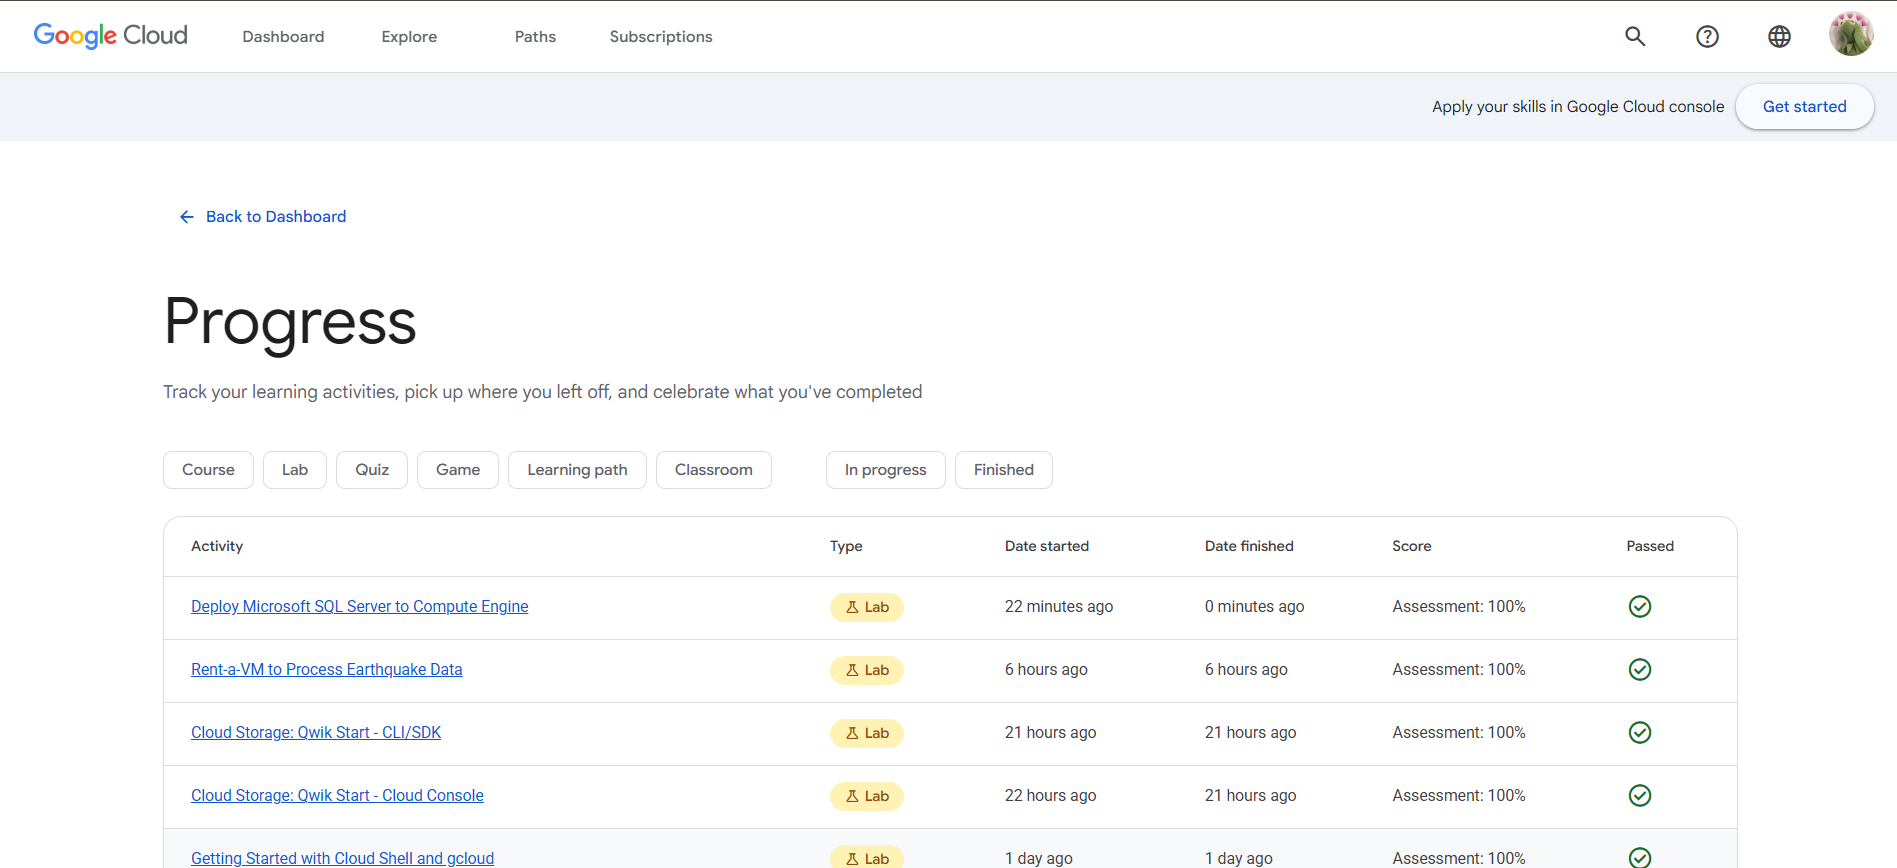 Google Cloud Dashboard Explore Paths Subscriptions
Apply your skills in Google Cloud console Get started
Back to Dashboard
Progress
Track your learning activities, pick up where you left off, and celebrate what you've completed
Course Lab Quiz Game Learning path Classroom In progress Finished
Activity Type Date started Date finished Score Passed
Deploy Microsoft SQL Server to Compute Engine Lab 22 minutes ago 0 minutes ago Assessment: 100%
Rent-a-VM to Process Earthquake Data Lab 6 hours ago 6 hours ago Assessment: 100%
Cloud Storage: Qwik Start - CLI/SDK Lab 21 hours ago 21 hours ago Assessment: 100%
Cloud Storage: Qwik Start - Cloud Console Lab 22 hours ago 21 hours ago Assessment: 100%
Getting Started with Cloud Shell and gcloud Lab 1 day ago 1 day ago Assessment: 100%